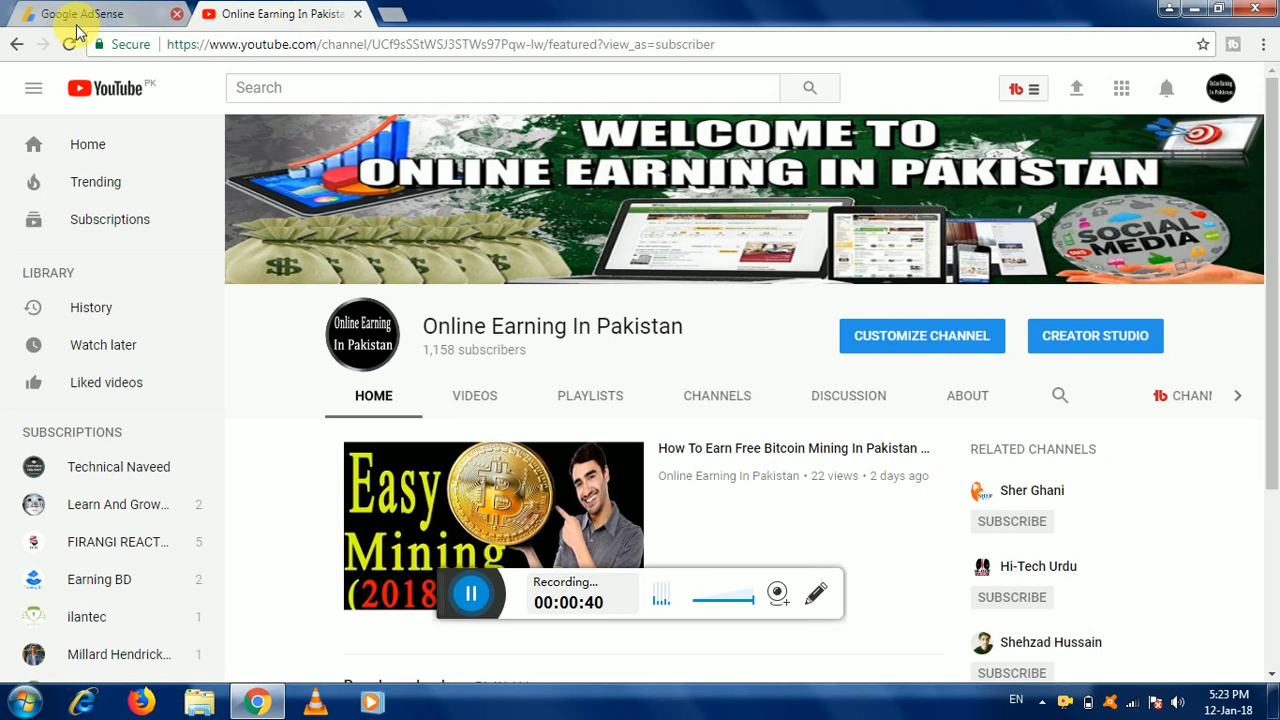 Google AdSense
Online Earning In Pakista
Secure
https://www.youtube.com/channel/UCf9sSStWSJ3STWs97Pqw-lw/featured?view_as=subscriber
YouTube PK
Search
Home
Trending
Subscriptions
LIBRARY
History
Watch later
Liked videos
SUBSCRIPTIONS
Technical Naveed
Learn And Grow... 2
FIRANGI REACT... 5
Earning BD 2
ilantec 1
Millard Hendrick... 1
WELCOME TO
ONLINE EARNING IN PAKISTAN
SOCIAL
MEDIA
SMS
Online Earning
In Pakistan
Online Earning In Pakistan
1,158 subscribers
CUSTOMIZE CHANNEL
CREATOR STUDIO
HOME VIDEOS PLAYLISTS CHANNELS DISCUSSION ABOUT CHAN
Easy
Mining
(2018
How To Earn Free Bitcoin Mining In Pakistan ...
Online Earning In Pakistan • 22 views • 2 days ago
RELATED CHANNELS
Sher Ghani
SUBSCRIBE
Hi-Tech Urdu
SUBSCRIBE
Shehzad Hussain
SUBSCRIBE
Recording...
00:00:40
EN
5:23 PM
12-Jan-18